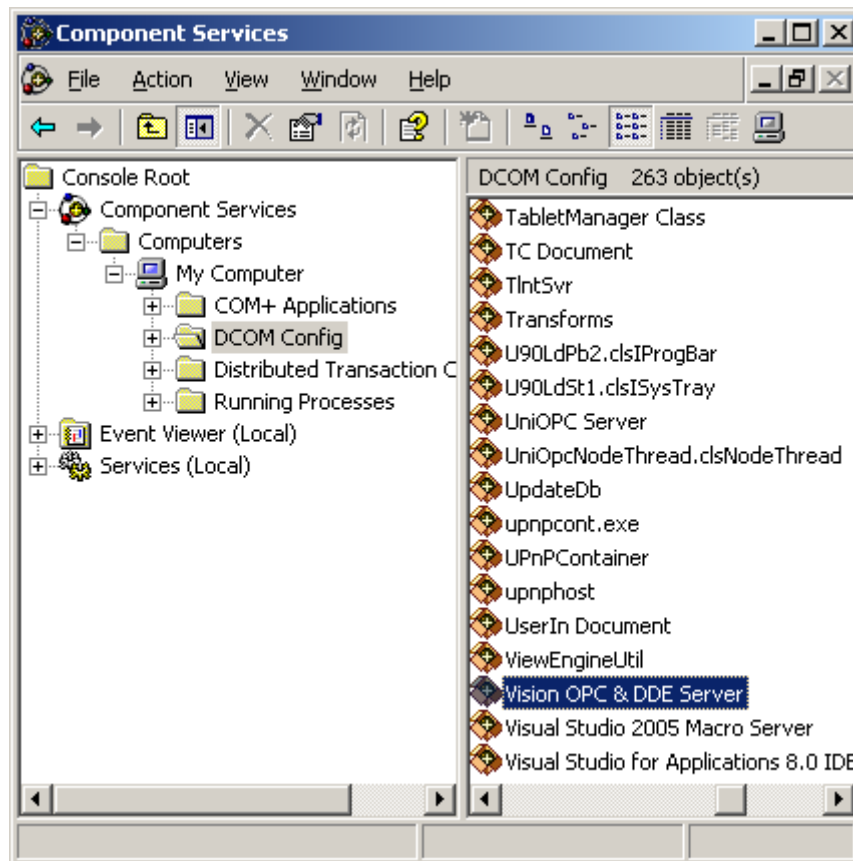 Component Services
File Action View Window Help
Console Root
Component Services
Computers
My Computer
COM+ Applications
DCOM Config
Distributed Transaction C
Running Processes
Event Viewer (Local)
Services (Local)
DCOM Config 263 object(s)
TabletManager Class
TC Document
TlntSvr
Transforms
U90LdPb2.clsIProgBar
U90LdSt1.clsISysTray
UniOPC Server
UniOpcNodeThread.clsNodeThread
UpdateDb
upnpcont.exe
UPnPContainer
upnphost
UserIn Document
ViewEngineUtil
Vision OPC & DDE Server
Visual Studio 2005 Macro Server
Visual Studio for Applications 8.0 IDE